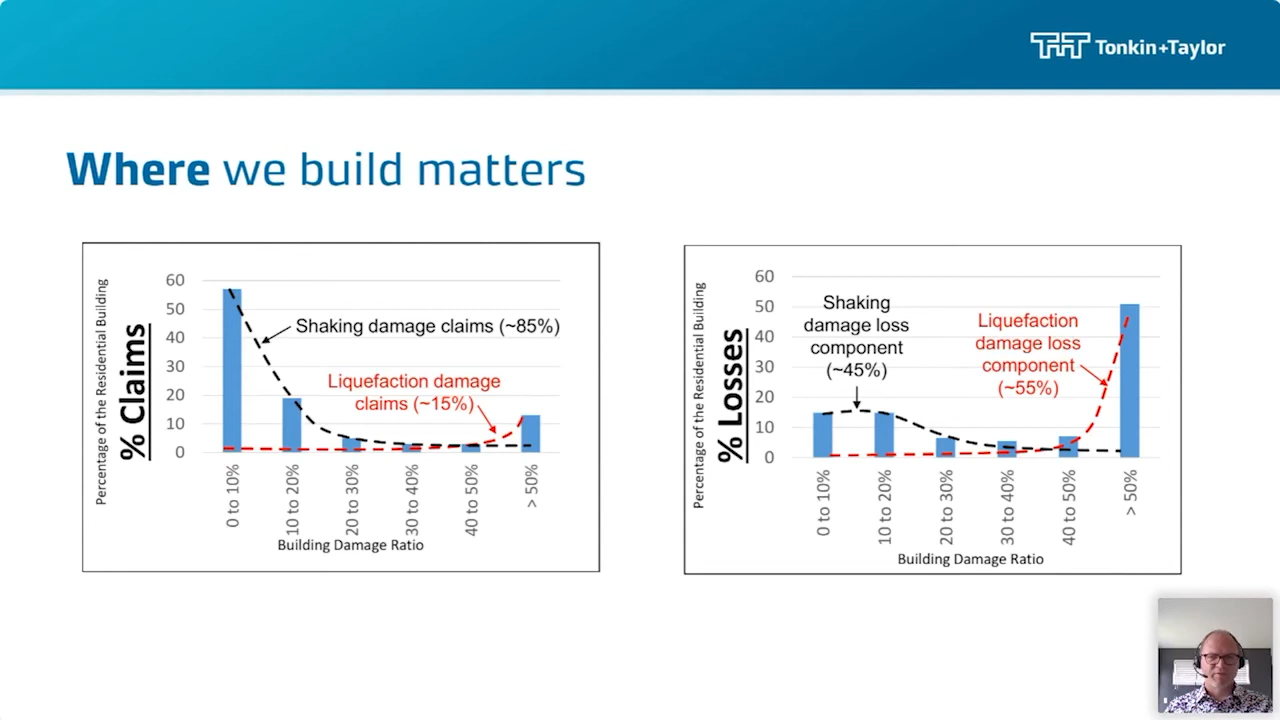 Tonkin+Taylor
Where we build matters
Percentage of the Residential Building
% Claims
60
50
40
30
20
10
0
Shaking damage claims (~85%)
Liquefaction damage
claims (~15%)
0 to 10%
10 to 20%
20 to 30%
30 to 40%
40 to 50%
> 50%
Building Damage Ratio
Percentage of the Residential Building
% Losses
60
50
40
30
20
10
0
Shaking
damage loss
component
(~45%)
Liquefaction
damage loss
component
(~55%)
0 to 10%
10 to 20%
20 to 30%
30 to 40%
40 to 50%
> 50%
Building Damage Ratio